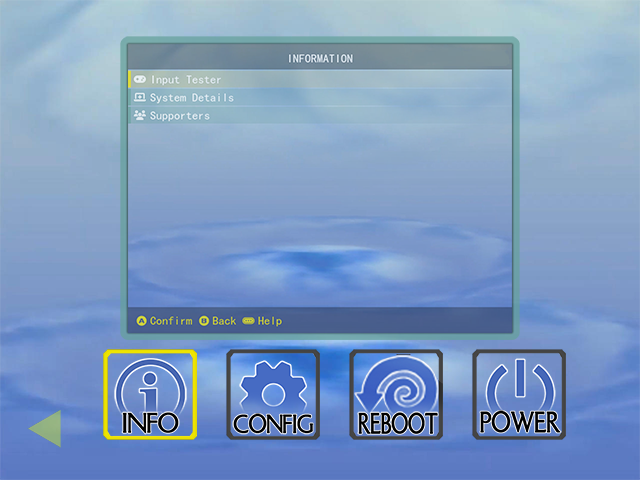 INFORMATION
Input Tester
System Details
Supporters
A Confirm B Back Help
INFO
CONFIG
REBOOT
POWER